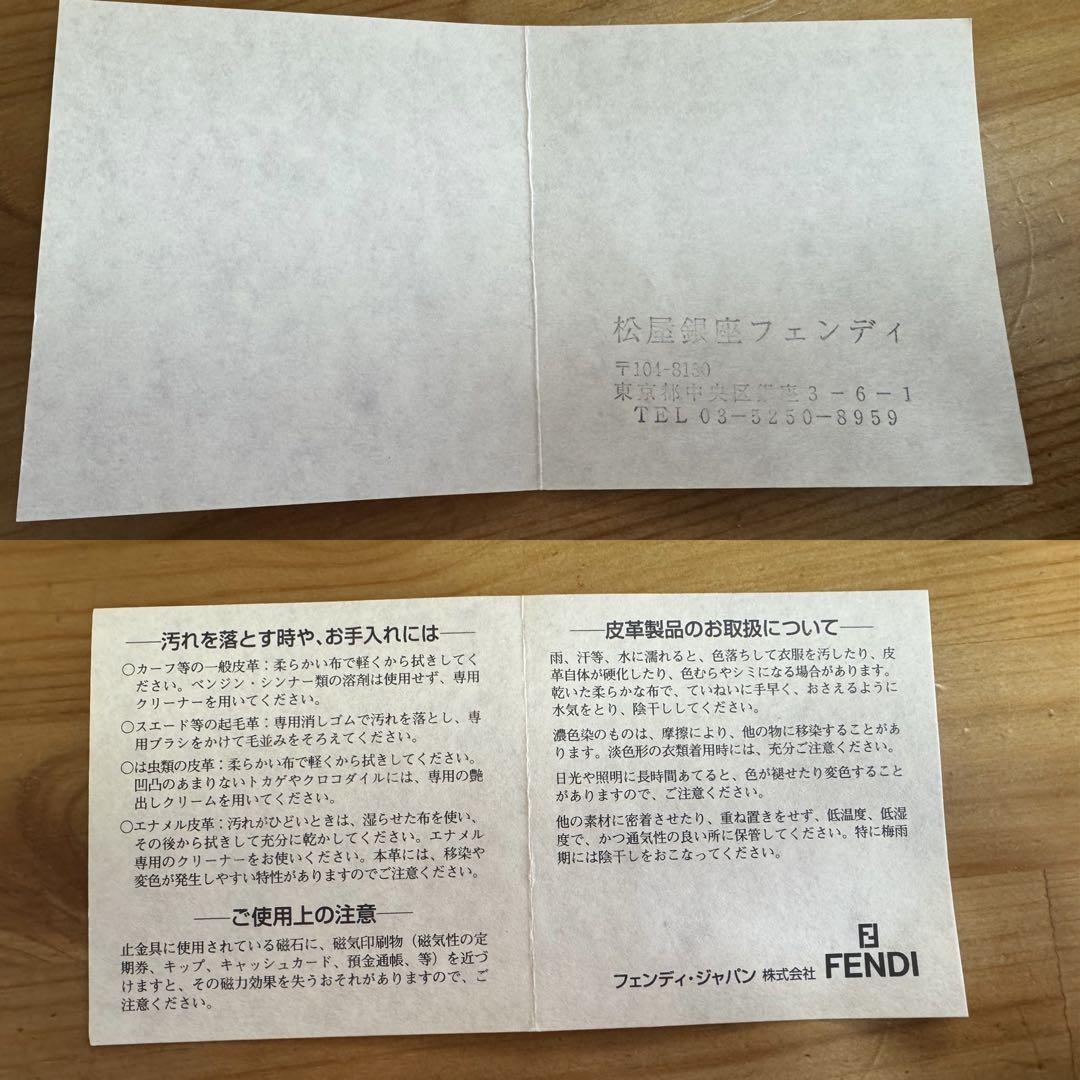 松屋銀座フェンディ
〒104-8130
東京都中央区銀座3-6-1
TEL 03-5250-8959
汚れを落とす時や、お手入れには
○カーフ等の一般皮革:柔らかい布で軽くから拭きしてく
ださい。ベンジン・シンナー類の溶剤は使用せず、専用
クリーナーを用いてください。
○スエード等の起毛革:専用消しゴムで汚れを落とし、専
用ブラシをかけて毛並みをそろえてください。
○は虫類の皮革:柔らかい布で軽くから拭きしてください。
凹凸のあまりないトカゲやクロコダイルには、専用の艶
出しクリームを用いてください。
○エナメル皮革:汚れがひどいときは、湿らせた布を使い、
その後から拭きして充分に乾かしてください。エナメル
専用のクリーナーをお使いください。本革には、移染や
変色が発生しやすい特性がありますのでご注意ください。
ご使用上の注意
止金具に使用されている磁石に、磁気印刷物(磁気性の定
期券、キップ、キャッシュカード、預金通帳、等)を近づ
けますと、その磁力効果を失うおそれがありますので、ご
注意ください。
皮革製品のお取扱について
雨、汗等、水に濡れると、色落ちして衣服を汚したり、皮
革自体が硬化したり、色むらやシミになる場合があります。
乾いた柔らかな布で、ていねいに手早く、おさえるように
水気をとり、陰干ししてください。
濃色染のものは、摩擦により、他の物に移染することがあ
ります。淡色形の衣類着用時には、充分ご注意ください。
日光や照明に長時間あてると、色が褪せたり変色すること
がありますので、ご注意ください。
他の素材に密着させたり、重ね置きをせず、低温度、低湿
度で、かつ通気性の良い所に保管してください。特に梅雨
期には陰干しをおこなってください。
フェンディ・ジャパン 株式会社 FENDI